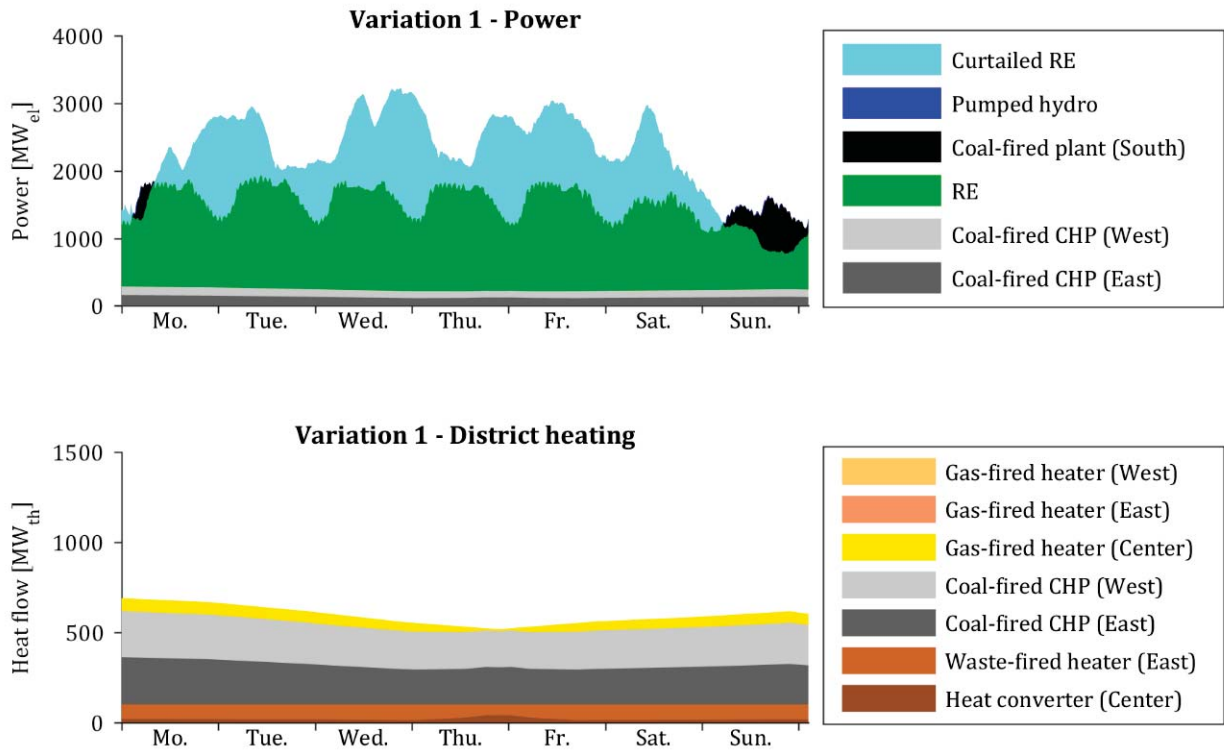 Variation 1 - Power
Power [MWel]
4000
3000
2000
1000
0
Mo. Tue. Wed. Thu. Fr. Sat. Sun.
Curtailed RE
Pumped hydro
Coal-fired plant (South)
RE
Coal-fired CHP (West)
Coal-fired CHP (East)
Variation 1 - District heating
Heat flow [MWth]
1500
1000
500
0
Mo. Tue. Wed. Thu. Fr. Sat. Sun.
Gas-fired heater (West)
Gas-fired heater (East)
Gas-fired heater (Center)
Coal-fired CHP (West)
Coal-fired CHP (East)
Waste-fired heater (East)
Heat converter (Center)